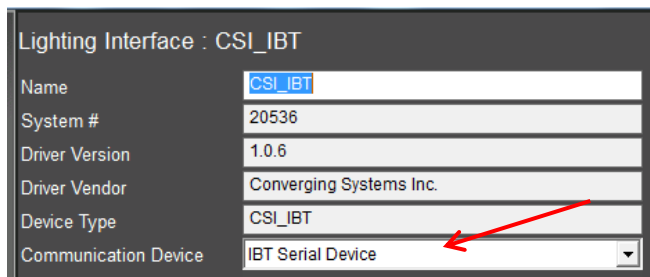 Lighting Interface : CSI_IBT
Name CSI_IBT
System # 20536
Driver Version 1.0.6
Driver Vendor Converging Systems Inc.
Device Type CSI_IBT
Communication Device IBT Serial Device